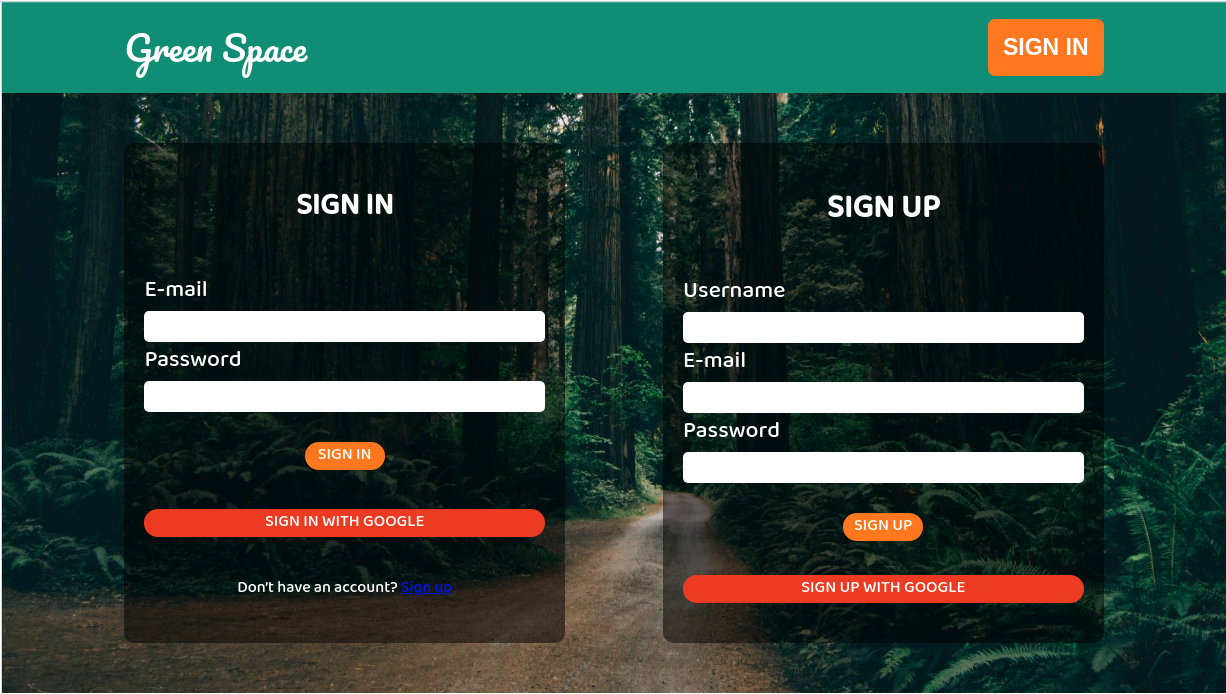 Green Space
SIGN IN
SIGN IN
E-mail
Password
SIGN IN
SIGN IN WITH GOOGLE
Don't have an account? Sign up
SIGN UP
Username
E-mail
Password
SIGN UP
SIGN UP WITH GOOGLE